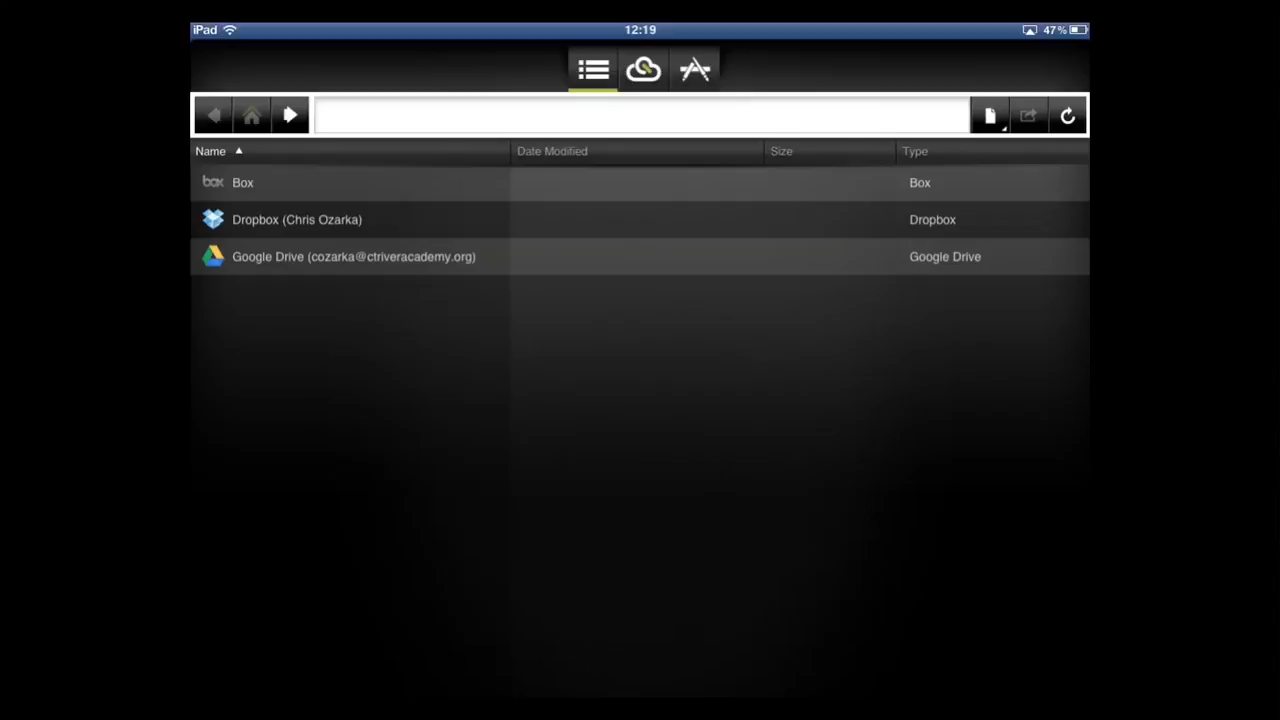 iPad 12:19 47%
Name Date Modified Size Type
box Box Box
Dropbox (Chris Ozarka) Dropbox
Google Drive (cozarka@ctriveracademy.org) Google Drive